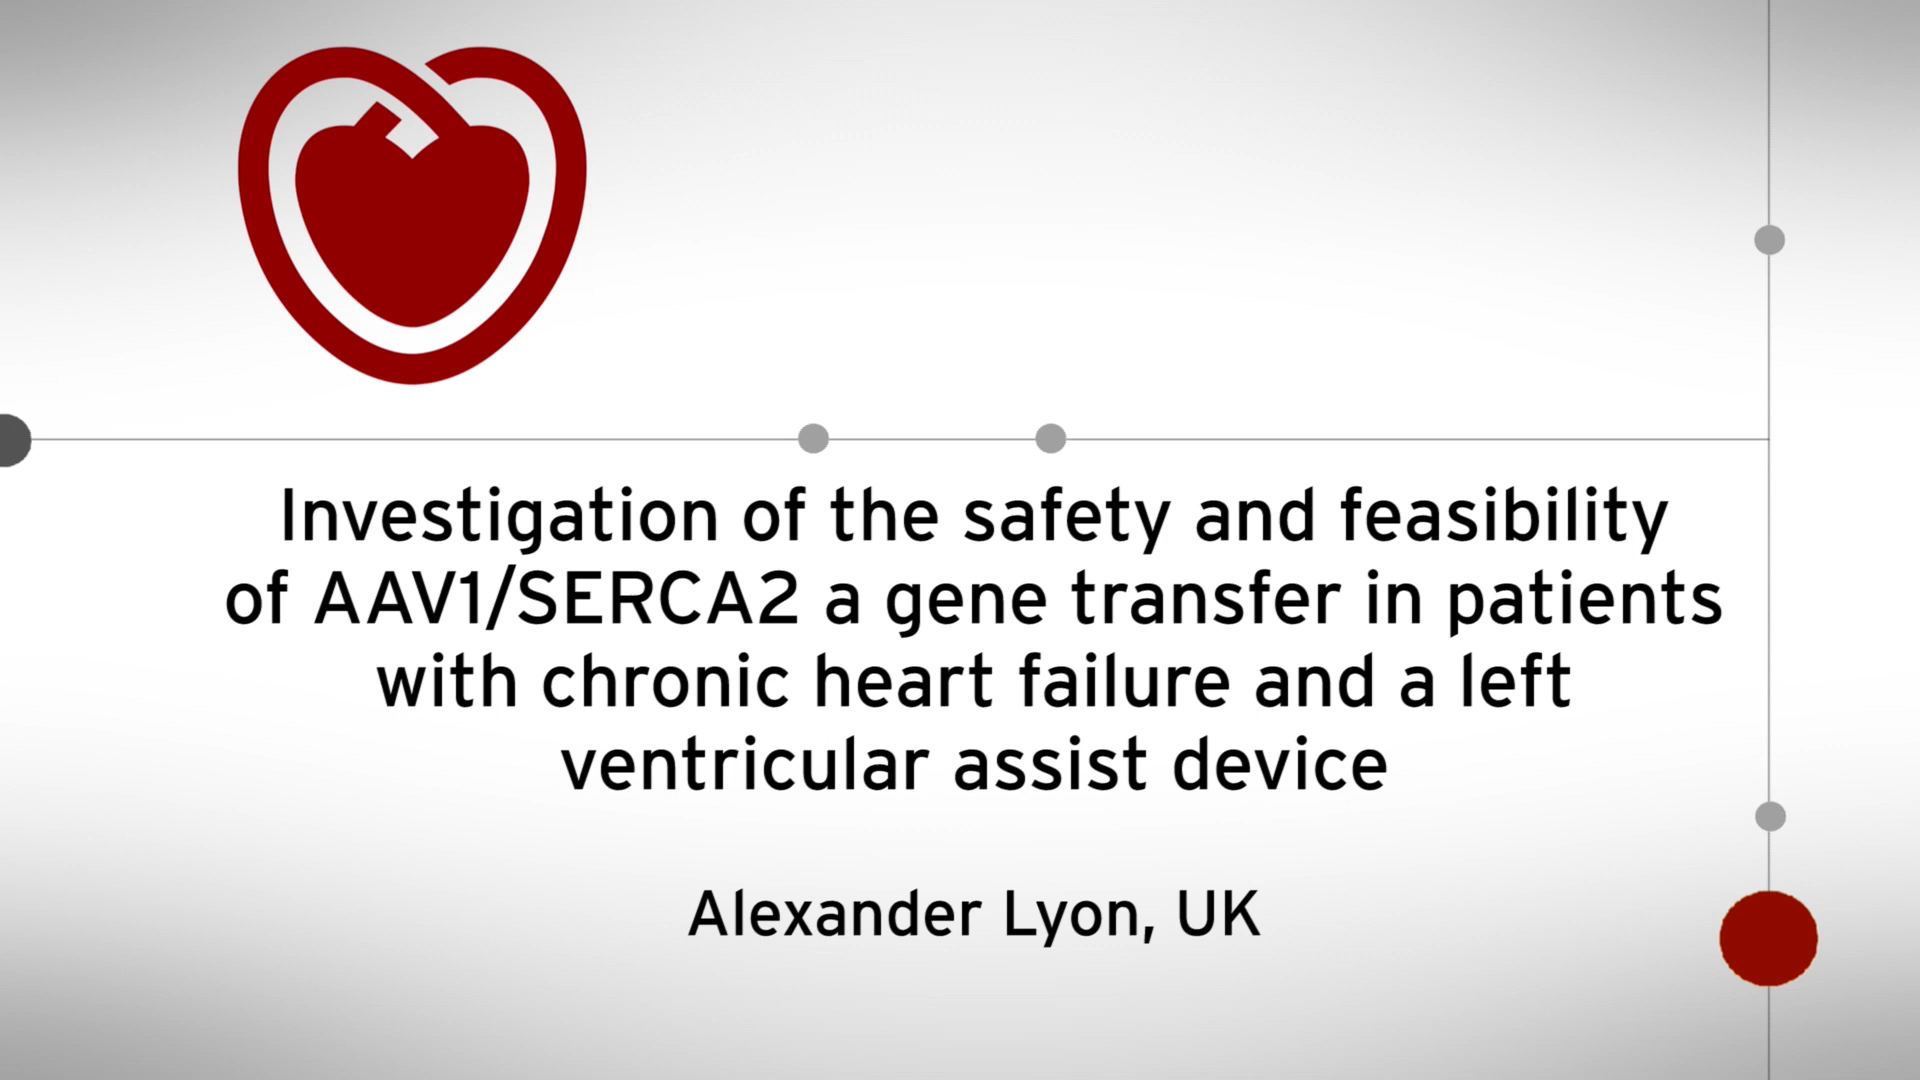 Investigation of the safety and feasibility
of AAV1/SERCA2 a gene transfer in patients
with chronic heart failure and a left
ventricular assist device
Alexander Lyon, UK